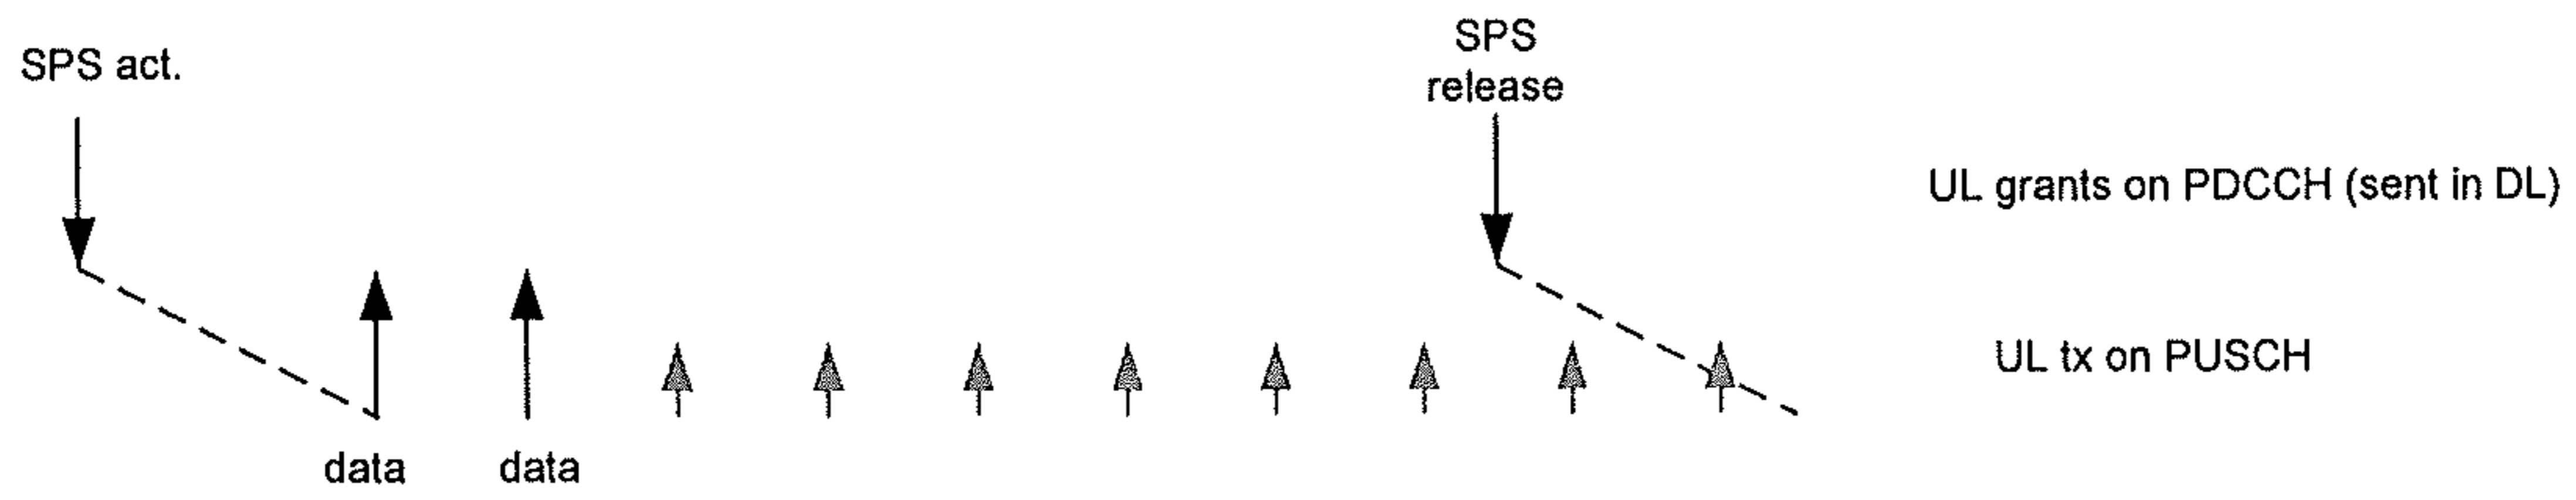 SPS act.
SPS
release
UL grants on PDCCH (sent in DL)
UL tx on PUSCH
data
data